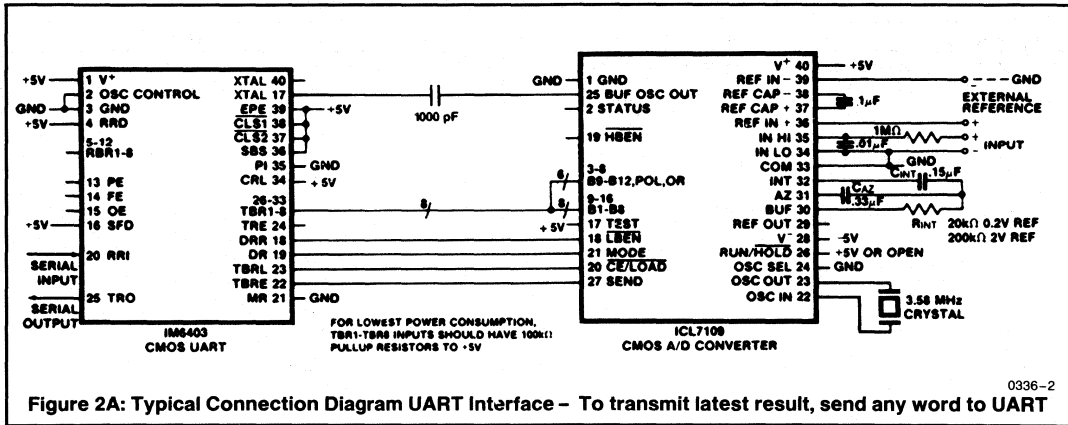 +5V
1 V+
2 OSC CONTROL
GND
3 GND
+5V
4 RRD
5-12
RBR1-8
13 PE
14 FE
15 OE
+5V
16 SFD
20 RRI
SERIAL
INPUT
25 TRO
SERIAL
OUTPUT
XTAL 40
XTAL 17
EPE 39
+5V
CLS1 38
CLS2 37
SBS 36
PI 35
GND
CRL 34
+5V
26-33
TBR1-8
8
TRE 24
DRR 18
DR 19
TBRL 23
TBRE 22
MR 21
GND
IM6403
CMOS UART
1000 pF
6
8
+5V
FOR LOWEST POWER CONSUMPTION,
TBR1-TBR8 INPUTS SHOULD HAVE 100kΩ
PULLUP RESISTORS TO +5V
GND
1 GND
25 BUF OSC OUT
2 STATUS
19 HBEN
3-8
B9-B12,POL,OR
9-16
B1-B8
17 TEST
18 LBEN
21 MODE
20 CE/LOAD
27 SEND
V+ 40
+5V
REF IN- 39
GND
REF CAP- 38
REF CAP+ 37
.1μF
EXTERNAL
REFERENCE
REF IN+ 36
+
IN HI 35
1MΩ
+
.01μF
INPUT
IN LO 34
-
COM 33
GND
INT 32
CINT
.15μF
AZ 31
CAZ
.33μF
BUF 30
RINT
20kΩ 0.2V REF
200kΩ 2V REF
REF OUT 29
V- 28
-5V
RUN/HOLD 26
+5V OR OPEN
OSC SEL 24
GND
OSC OUT 23
OSC IN 22
3.58 MHz
CRYSTAL
ICL7109
CMOS A/D CONVERTER
0336-2
Figure 2A: Typical Connection Diagram UART Interface – To transmit latest result, send any word to UART